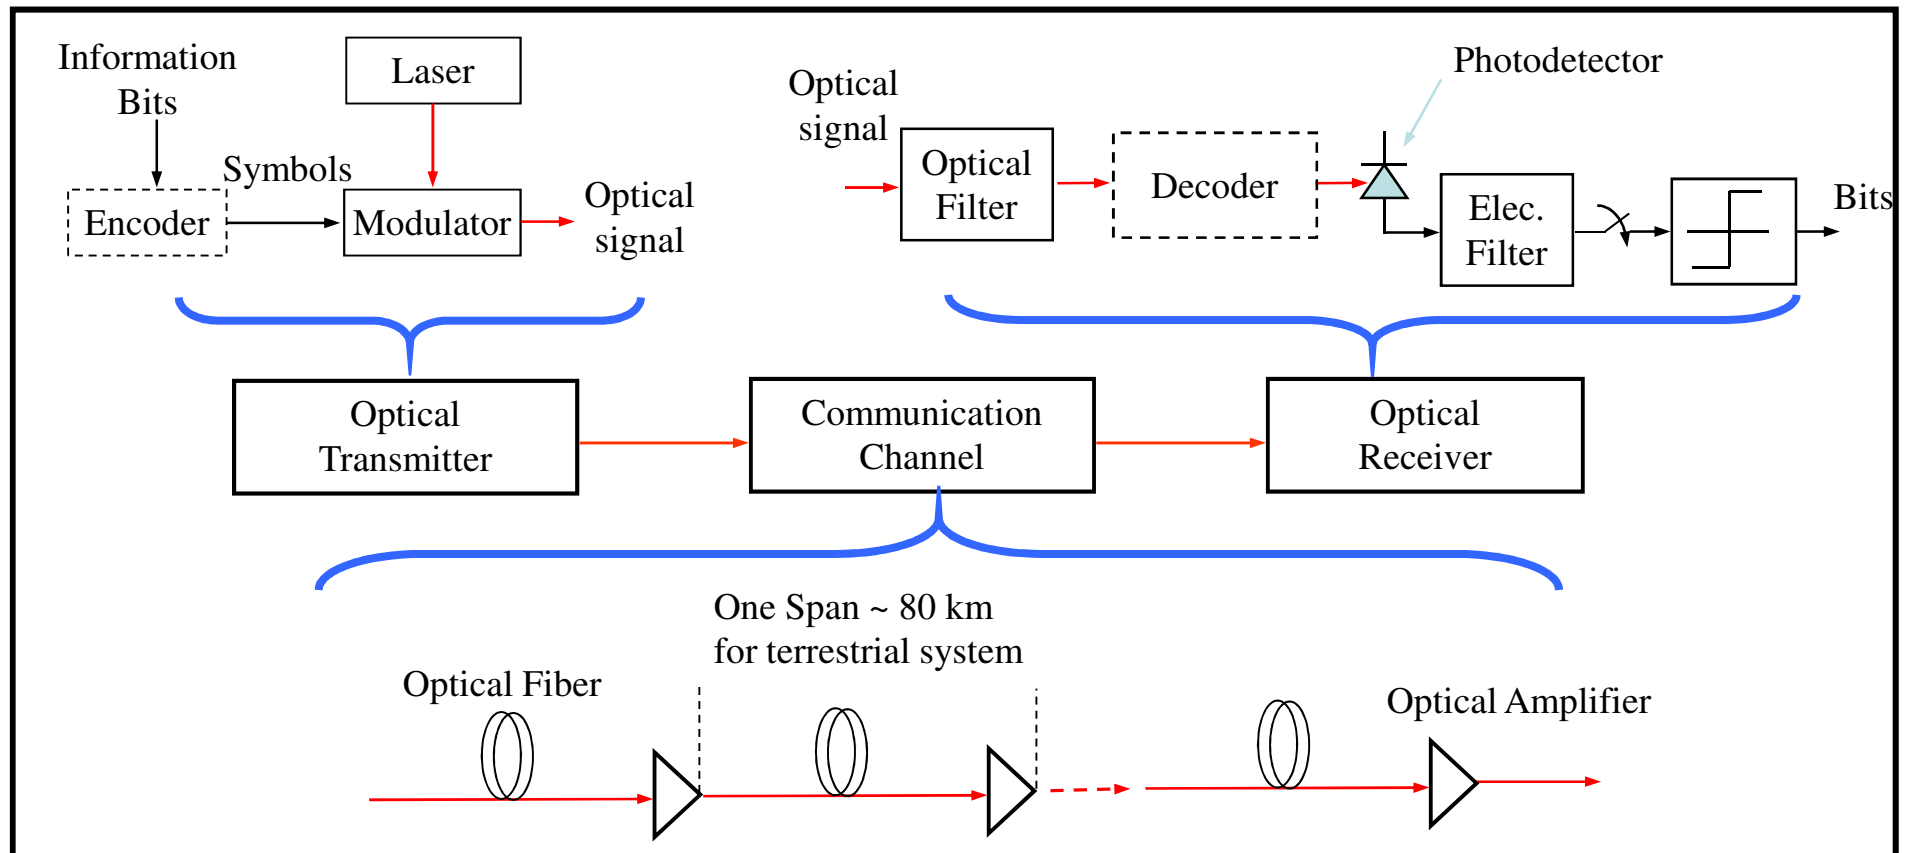 Information
Bits
Laser
Symbols
Encoder
Modulator
Optical
signal
Optical
signal
Optical
Filter
Decoder
Photodetector
Elec.
Filter
Bits
Optical
Transmitter
Communication
Channel
Optical
Receiver
One Span ~ 80 km
for terrestrial system
Optical Fiber
Optical Amplifier